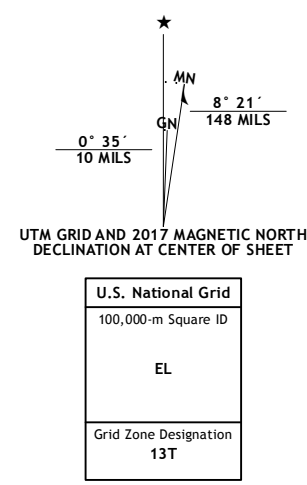 MN
8° 21´
148 MILS
GN
0° 35´
10 MILS
UTM GRID AND 2017 MAGNETIC NORTH
DECLINATION AT CENTER OF SHEET
U.S. National Grid
100,000-m Square ID
EL
Grid Zone Designation
13T